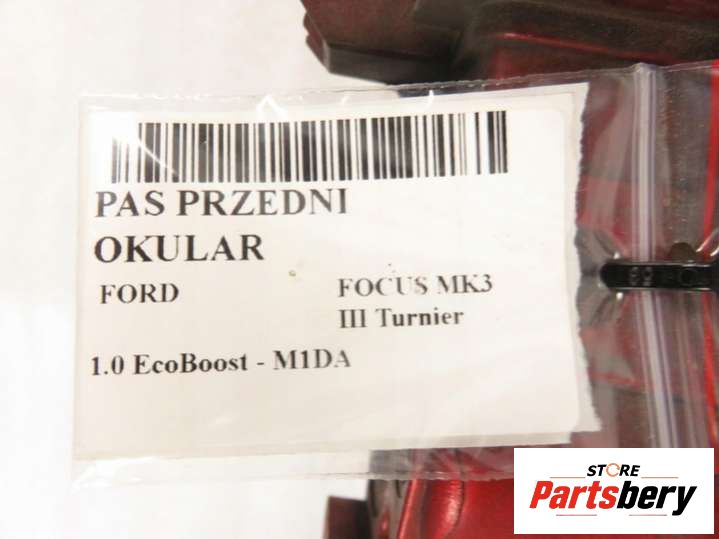 PAS PRZEDNI
OKULAR
FORD FOCUS MK3
III Turnier
1.0 EcoBoost - M1DA
STORE
Partsbery